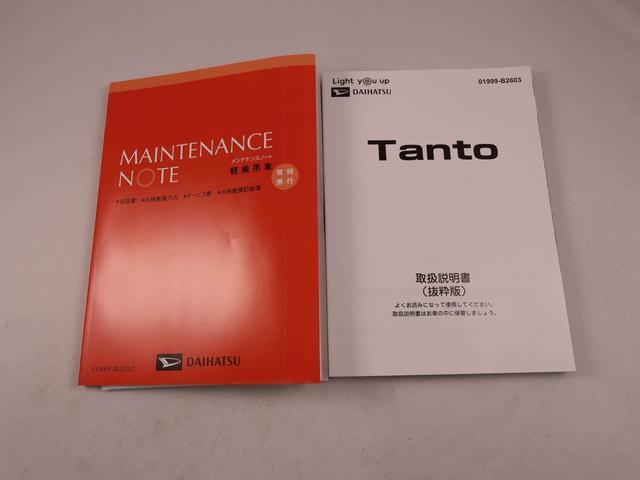 MAINTENANCE
NOTE
メンテナンスノート
軽乗用車
常時
携行
●保証書 ●点検整備方式 ●サービス網 ●点検整備記録簿
DAIHATSU
01999-B2032
Light you up
DAIHATSU
01999-B2603
Tanto
取扱説明書
(抜粋版)
よくお読みになって使用してください。
取扱説明書はお車の中に保管しましょう。